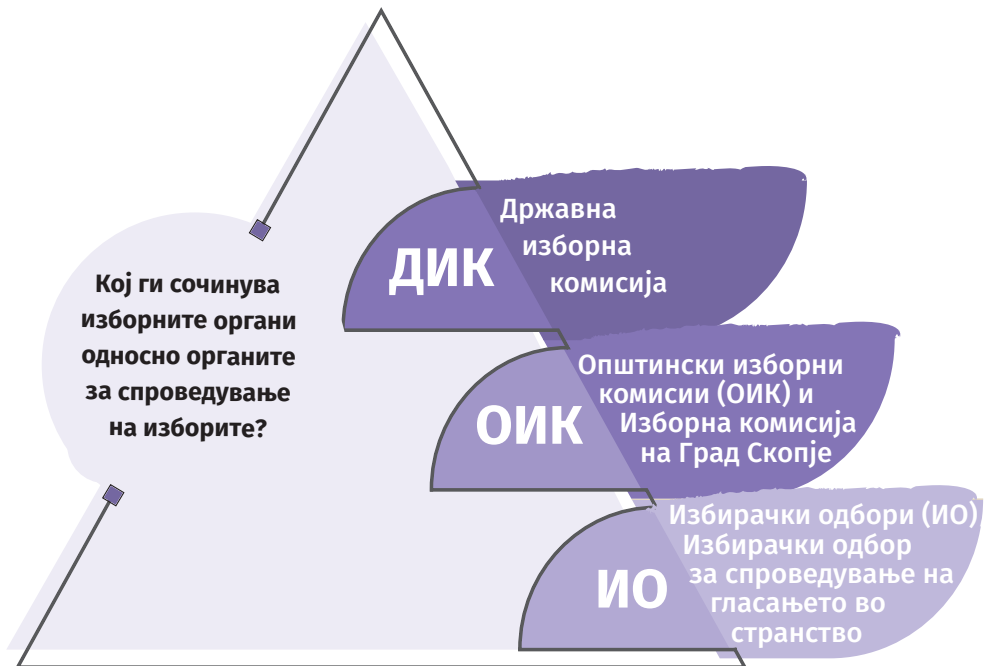 Кој ги сочинува
изборните органи
односно органите
за спроведување
на изборите?
ДИК
Државна
изборна
комисија
ОИК
Општински изборни
комисии (ОИК) и
Изборна комисија
на Град Скопје
ИО
Избирачки одбори (ИО)
Избирачки одбор
за спроведување на
гласањето во
странство